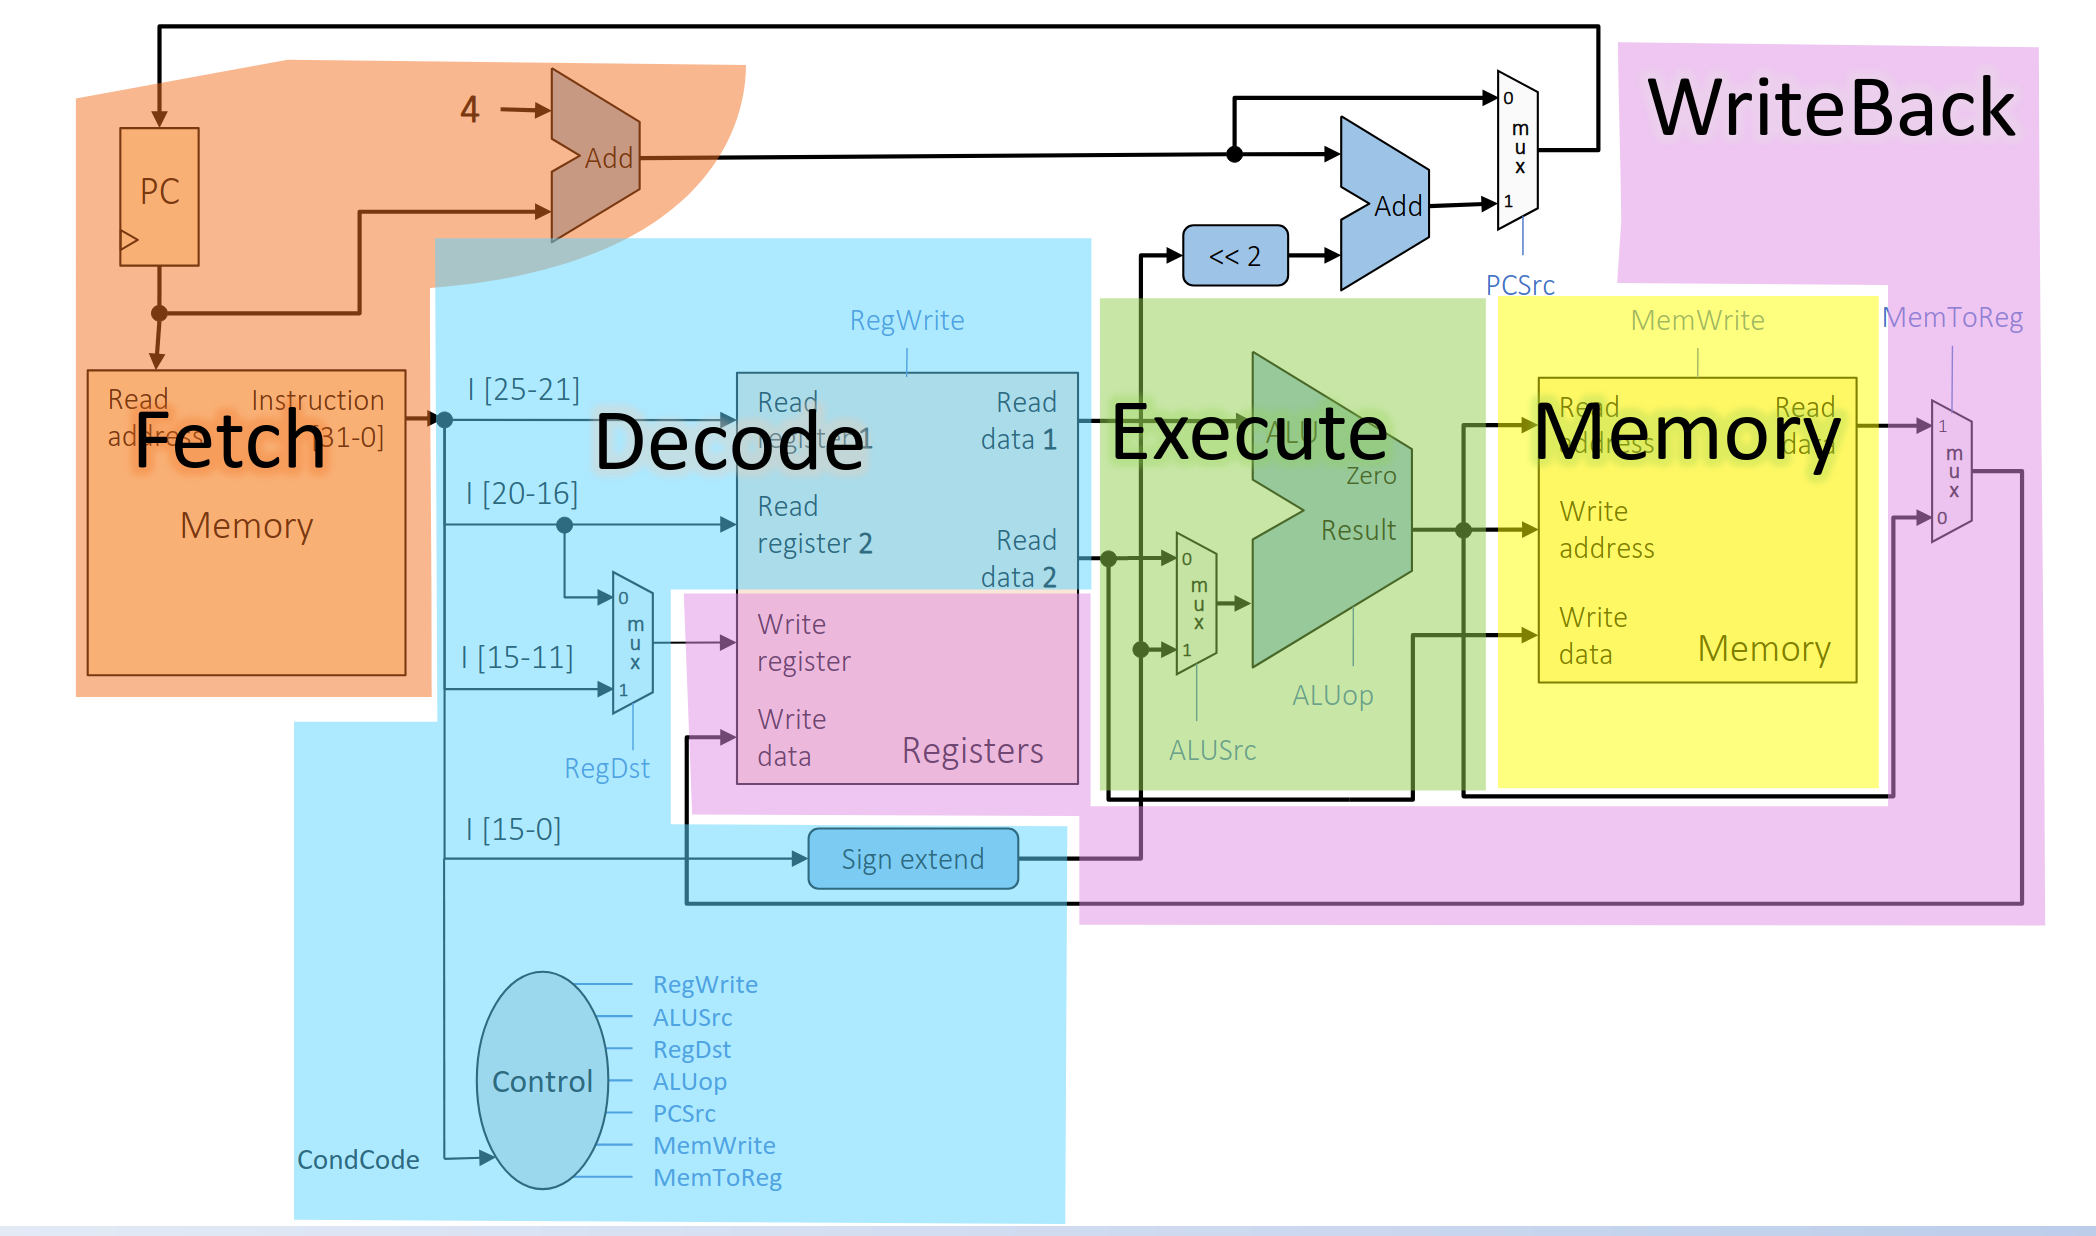 WriteBack
4
Add
PC
0
m
u
x
1
Add
<< 2
PCSrc
RegWrite
MemWrite
MemToReg
Read
address
Instruction
[31-0]
Fetch
Memory
I [25-21]
Decode
Read
register 1
Read
data 1
I [20-16]
Read
register 2
Read
data 2
0
m
u
x
1
I [15-11]
RegDst
Write
register
Write
data
Registers
Execute
ALU
Zero
Result
0
m
u
x
1
ALUSrc
ALUop
Memory
Read
address
Read
data
Write
address
Write
data
Memory
1
m
u
x
0
I [15-0]
Sign extend
Control
RegWrite
ALUSrc
RegDst
ALUop
PCSrc
MemWrite
MemToReg
CondCode